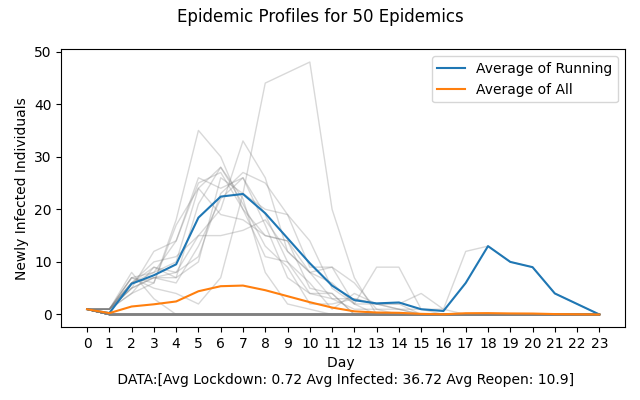 Epidemic Profiles for 50 Epidemics
Newly Infected Individuals
50
40
30
20
10
0
Average of Running
Average of All
0 1 2 3 4 5 6 7 8 9 10 11 12 13 14 15 16 17 18 19 20 21 22 23
Day
DATA:[Avg Lockdown: 0.72 Avg Infected: 36.72 Avg Reopen: 10.9]